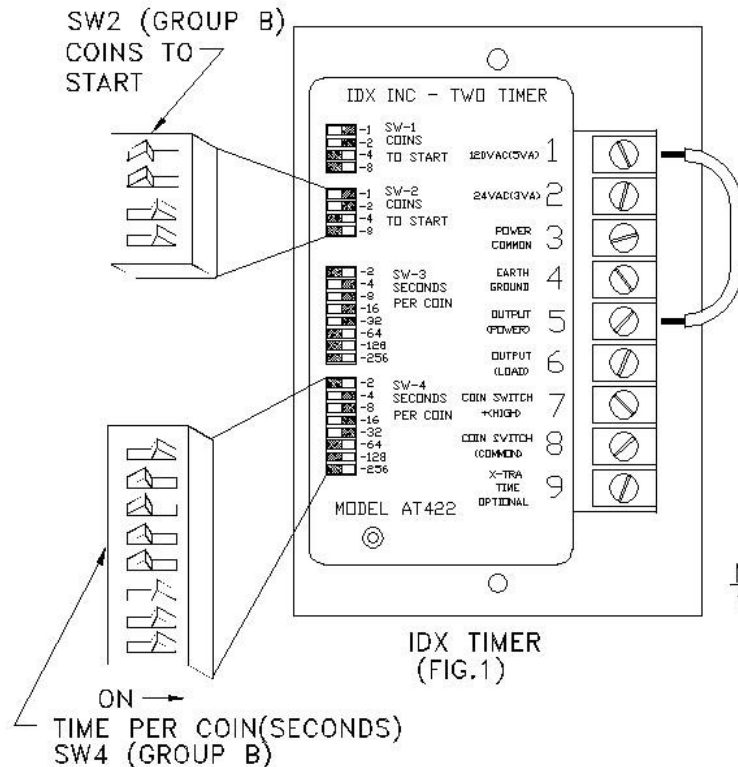 SW2 (GROUP B)
COINS TO
START
IDX INC - TWO TIMER
-1
-2
-4
-8
SW-1
COINS
TO START
-1
-2
-4
-8
SW-2
COINS
TO START
-2
-4
-8
-16
-32
-64
-128
-256
SW-3
SECONDS
PER COIN
-2
-4
-8
-16
-32
-64
-128
-256
SW-4
SECONDS
PER COIN
120VAC(5VA) 1
24VAC(3VA) 2
POWER
COMMON 3
EARTH
GROUND 4
OUTPUT
(POWER) 5
OUTPUT
(LOAD) 6
COIN SWITCH
+(HIGH) 7
COIN SWITCH
(COMMON) 8
X-TRA
TIME
OPTIONAL 9
MODEL AT422
IDX TIMER
(FIG.1)
ON
TIME PER COIN(SECONDS)
SW4 (GROUP B)